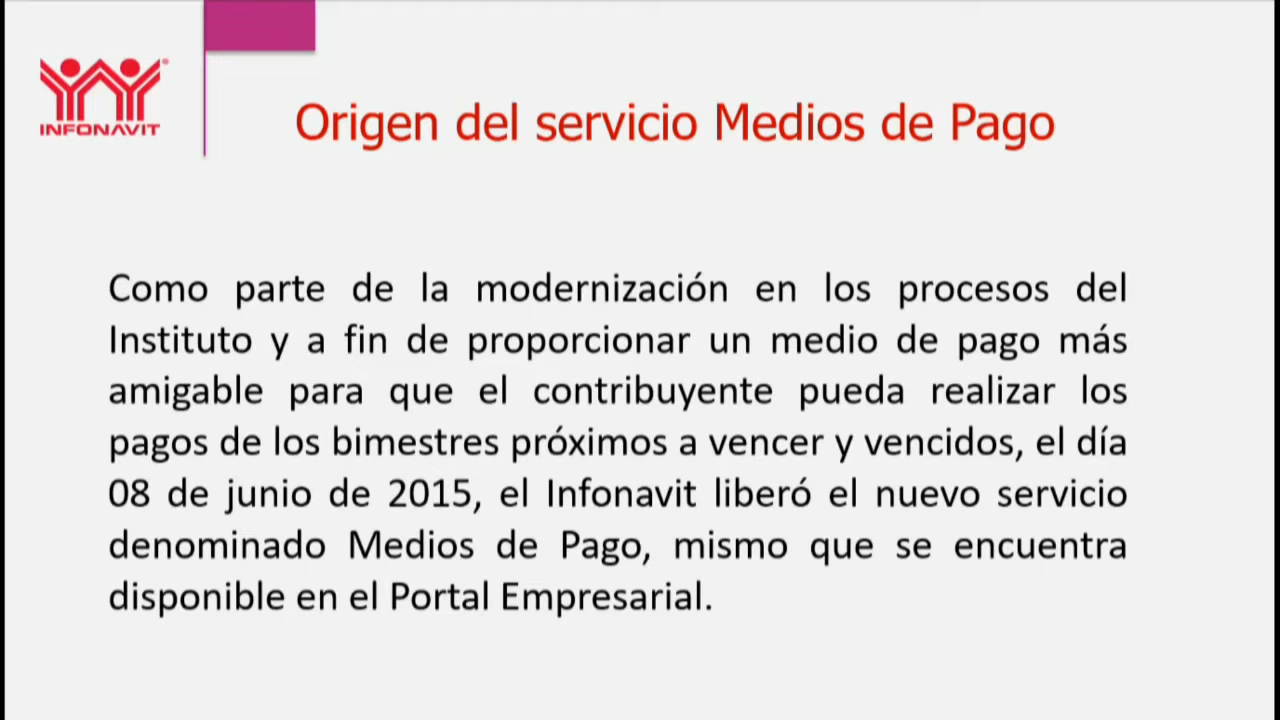 INFONAVIT
Origen del servicio Medios de Pago
Como parte de la modernización en los procesos del
Instituto y a fin de proporcionar un medio de pago más
amigable para que el contribuyente pueda realizar los
pagos de los bimestres próximos a vencer y vencidos, el día
08 de junio de 2015, el Infonavit liberó el nuevo servicio
denominado Medios de Pago, mismo que se encuentra
disponible en el Portal Empresarial.